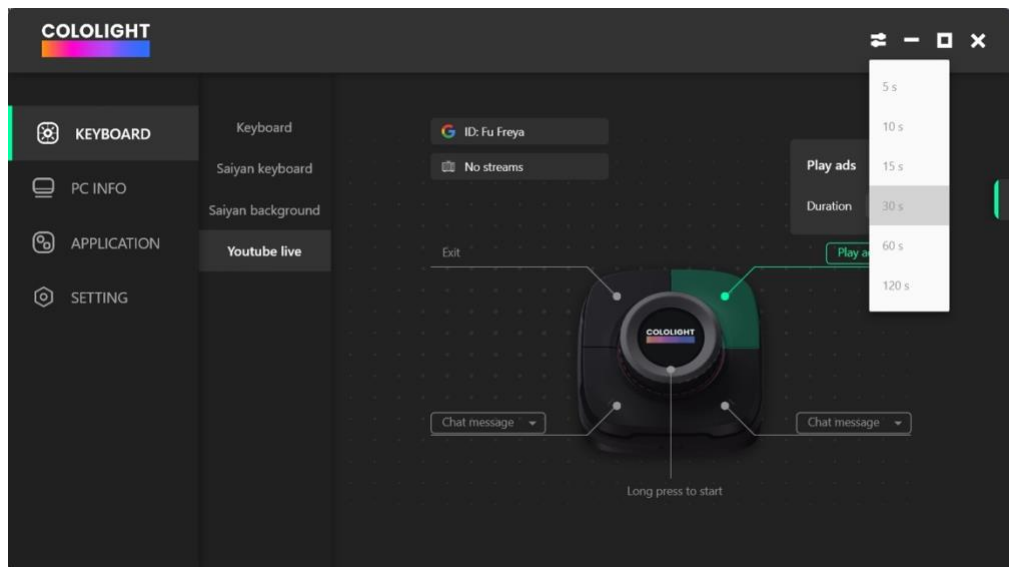 COLOLIGHT
KEYBOARD
PC INFO
APPLICATION
SETTING
Keyboard
Saiyan keyboard
Saiyan background
Youtube live
ID: Fu Freya
No streams
Play ads
Duration
5 s
10 s
15 s
30 s
60 s
120 s
Exit
Play a
COLOLIGHT
Chat message
Chat message
Long press to start